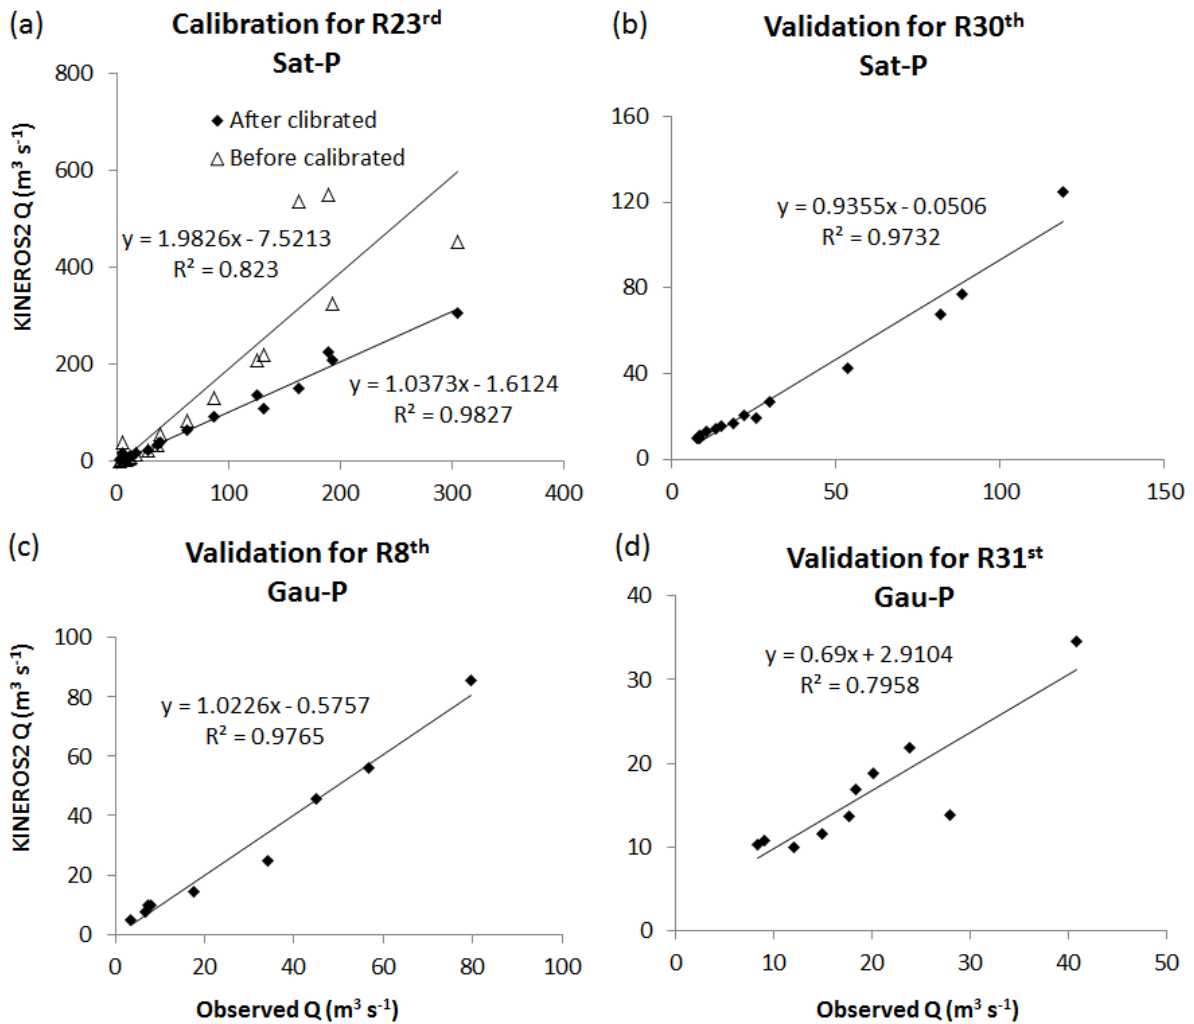 (a)
Calibration for R23rd
Sat-P
800
600
400
200
0
KINEROS2 Q (m³ s-1)
After clibrated
Before calibrated
y = 1.9826x - 7.5213
R² = 0.823
y = 1.0373x - 1.6124
R² = 0.9827
0 100 200 300 400
(b)
Validation for R30th
Sat-P
160
120
80
40
0
y = 0.9355x - 0.0506
R² = 0.9732
0 50 100 150
(c)
Validation for R8th
Gau-P
100
80
60
40
20
0
KINEROS2 Q (m³ s-1)
y = 1.0226x - 0.5757
R² = 0.9765
0 20 40 60 80 100
Observed Q (m³ s-1)
(d)
Validation for R31st
Gau-P
40
30
20
10
0
y = 0.69x + 2.9104
R² = 0.7958
0 10 20 30 40 50
Observed Q (m³ s-1)